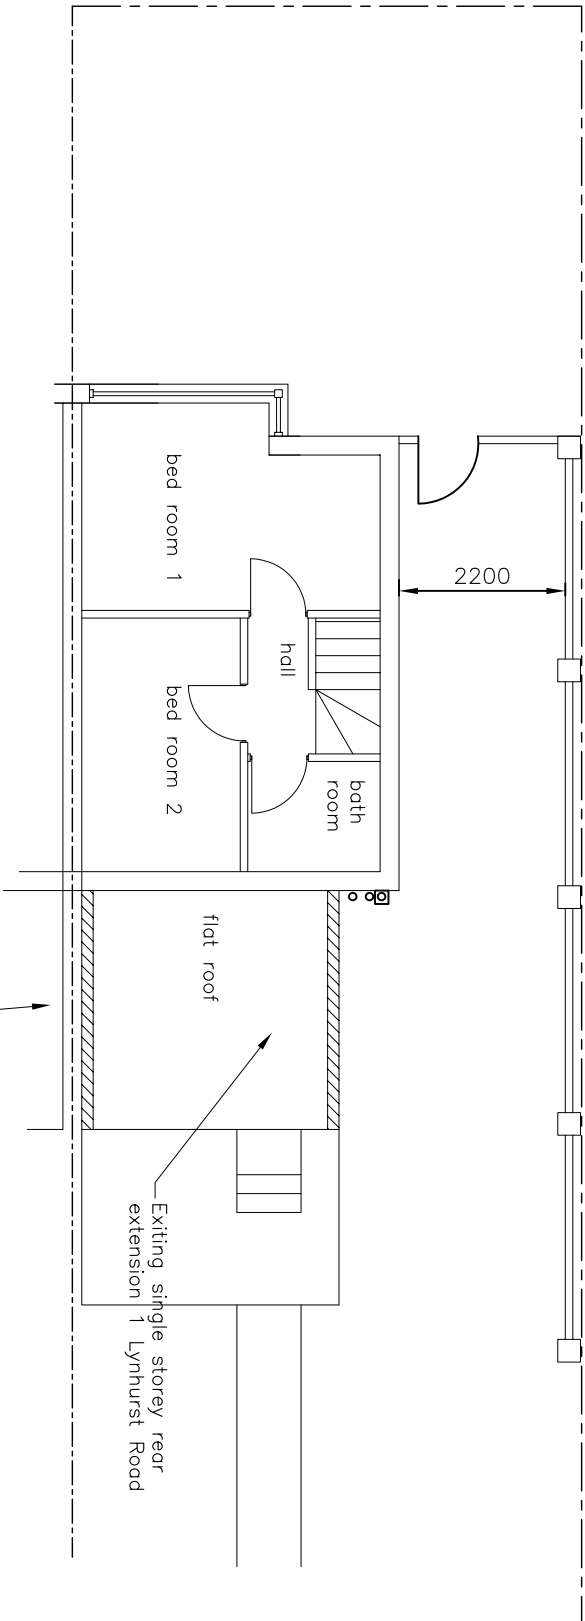 2200
bed room 1
hall
bed room 2
bath
room
flat roof
Exiting single storey rear
extension 1 Lynhurst Road